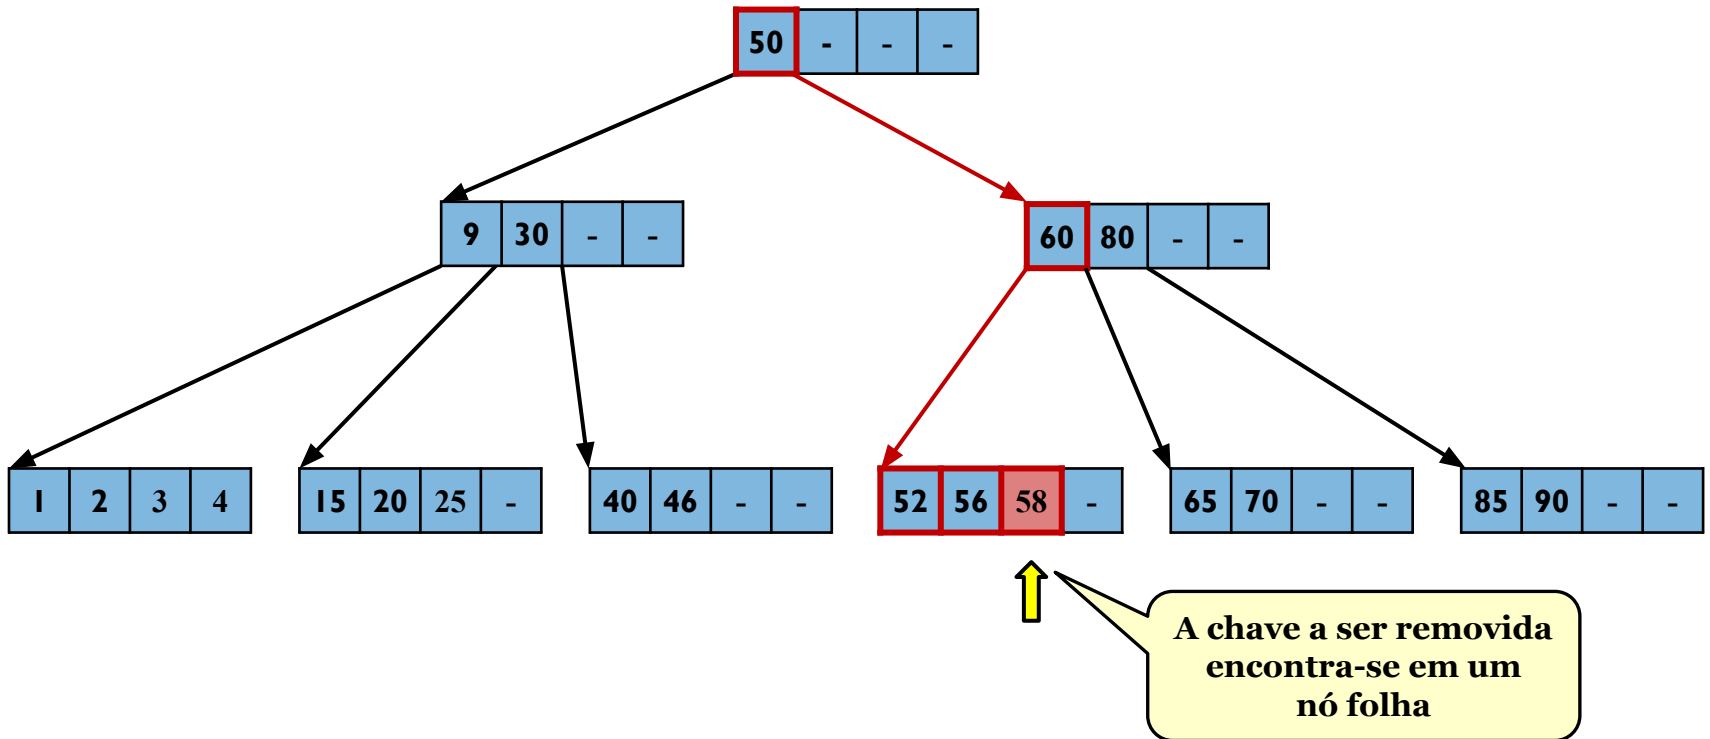 50 - - -
9 30 - -
60 80 - -
1 2 3 4
15 20 25 -
40 46 - -
52 56 58 -
65 70 - -
85 90 - -
A chave a ser removida
encontra-se em um
nó folha